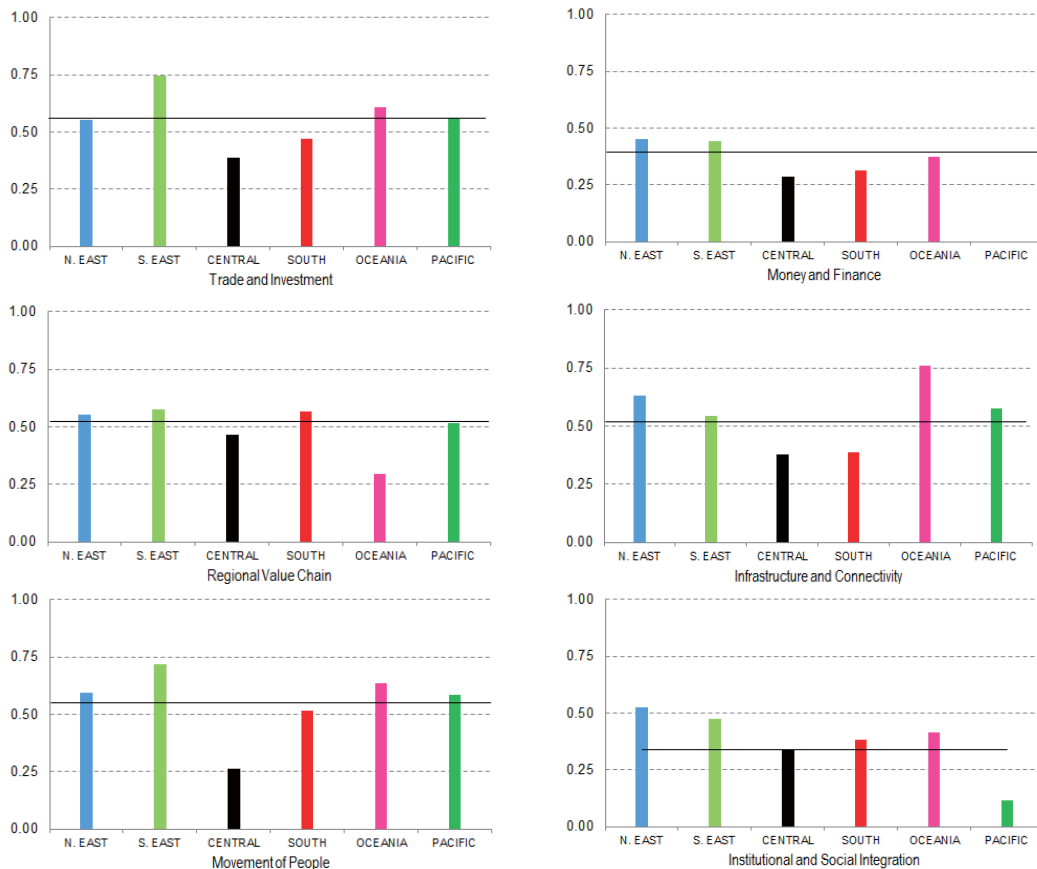 1.00
0.75
0.50
0.25
0.00
N. EAST S. EAST CENTRAL SOUTH OCEANIA PACIFIC
Trade and Investment
1.00
0.75
0.50
0.25
0.00
N. EAST S. EAST CENTRAL SOUTH OCEANIA PACIFIC
Money and Finance
1.00
0.75
0.50
0.25
0.00
N. EAST S. EAST CENTRAL SOUTH OCEANIA PACIFIC
Regional Value Chain
1.00
0.75
0.50
0.25
0.00
N. EAST S. EAST CENTRAL SOUTH OCEANIA PACIFIC
Infrastructure and Connectivity
1.00
0.75
0.50
0.25
0.00
N. EAST S. EAST CENTRAL SOUTH OCEANIA PACIFIC
Movement of People
1.00
0.75
0.50
0.25
0.00
N. EAST S. EAST CENTRAL SOUTH OCEANIA PACIFIC
Institutional and Social Integration